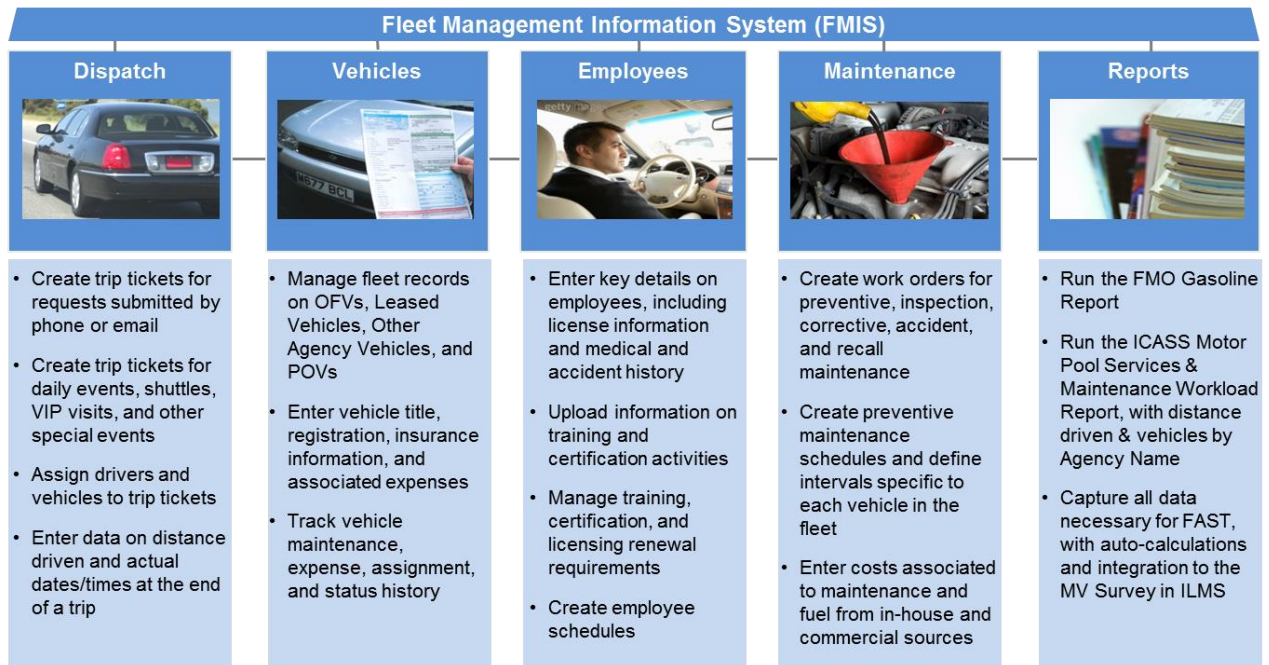 Fleet Management Information System (FMIS)
Dispatch
• Create trip tickets for
requests submitted by
phone or email
• Create trip tickets for
daily events, shuttles,
VIP visits, and other
special events
• Assign drivers and
vehicles to trip tickets
• Enter data on distance
driven and actual
dates/times at the end
of a trip
Vehicles
M677 BCL
• Manage fleet records
on OFVs, Leased
Vehicles, Other
Agency Vehicles, and
POVs
• Enter vehicle title,
registration, insurance
information, and
associated expenses
• Track vehicle
maintenance,
expense, assignment,
and status history
Employees
• Enter key details on
employees, including
license information
and medical and
accident history
• Upload information on
training and
certification activities
• Manage training,
certification, and
licensing renewal
requirements
• Create employee
schedules
Maintenance
• Create work orders for
preventive, inspection,
corrective, accident,
and recall
maintenance
• Create preventive
maintenance
schedules and define
intervals specific to
each vehicle in the
fleet
• Enter costs associated
to maintenance and
fuel from in-house and
commercial sources
Reports
• Run the FMO Gasoline
Report
• Run the ICASS Motor
Pool Services &
Maintenance Workload
Report, with distance
driven & vehicles by
Agency Name
• Capture all data
necessary for FAST,
with auto-calculations
and integration to the
MV Survey in ILMS